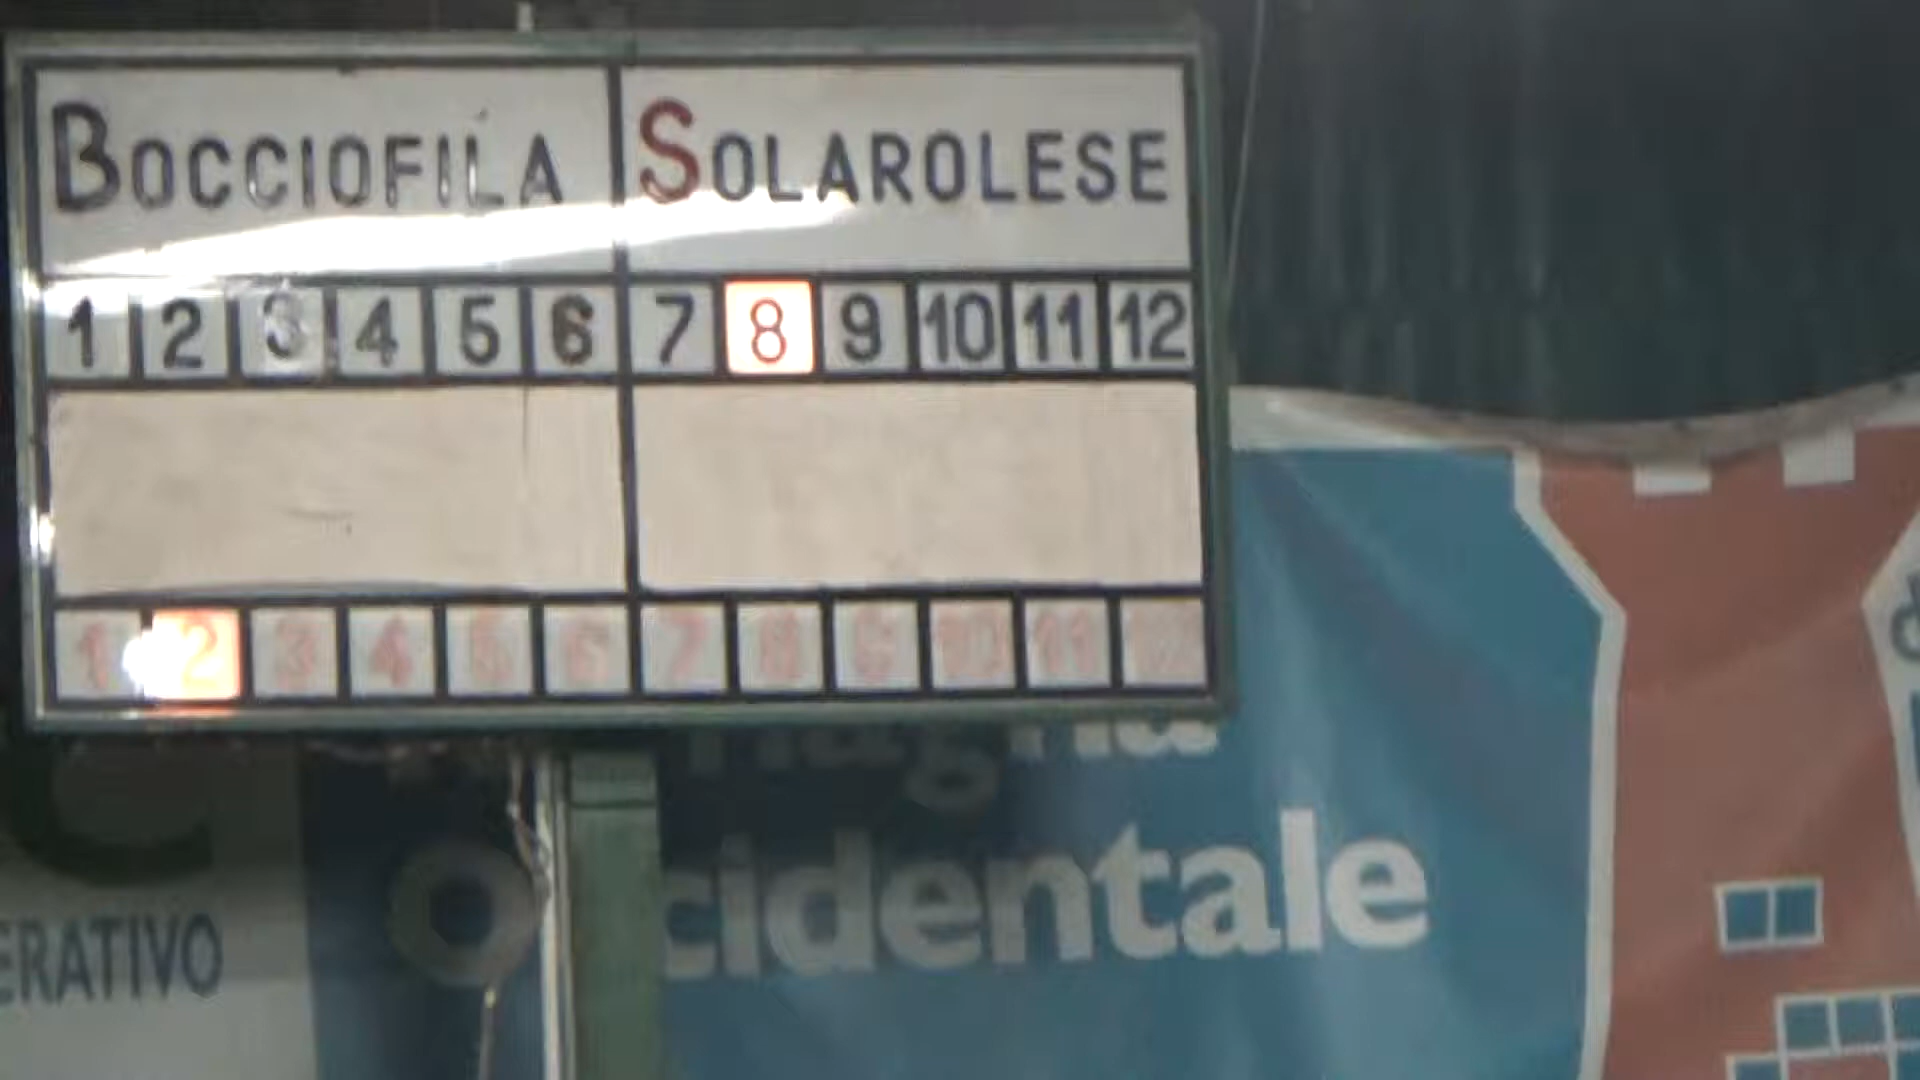 BOCCIOFILA SOLAROLESE
1 2 3 4 5 6 7 8 9 10 11 12
1 2 3 4 5 6 7 8 9 10 11 12
Occidentale
ERATIVO